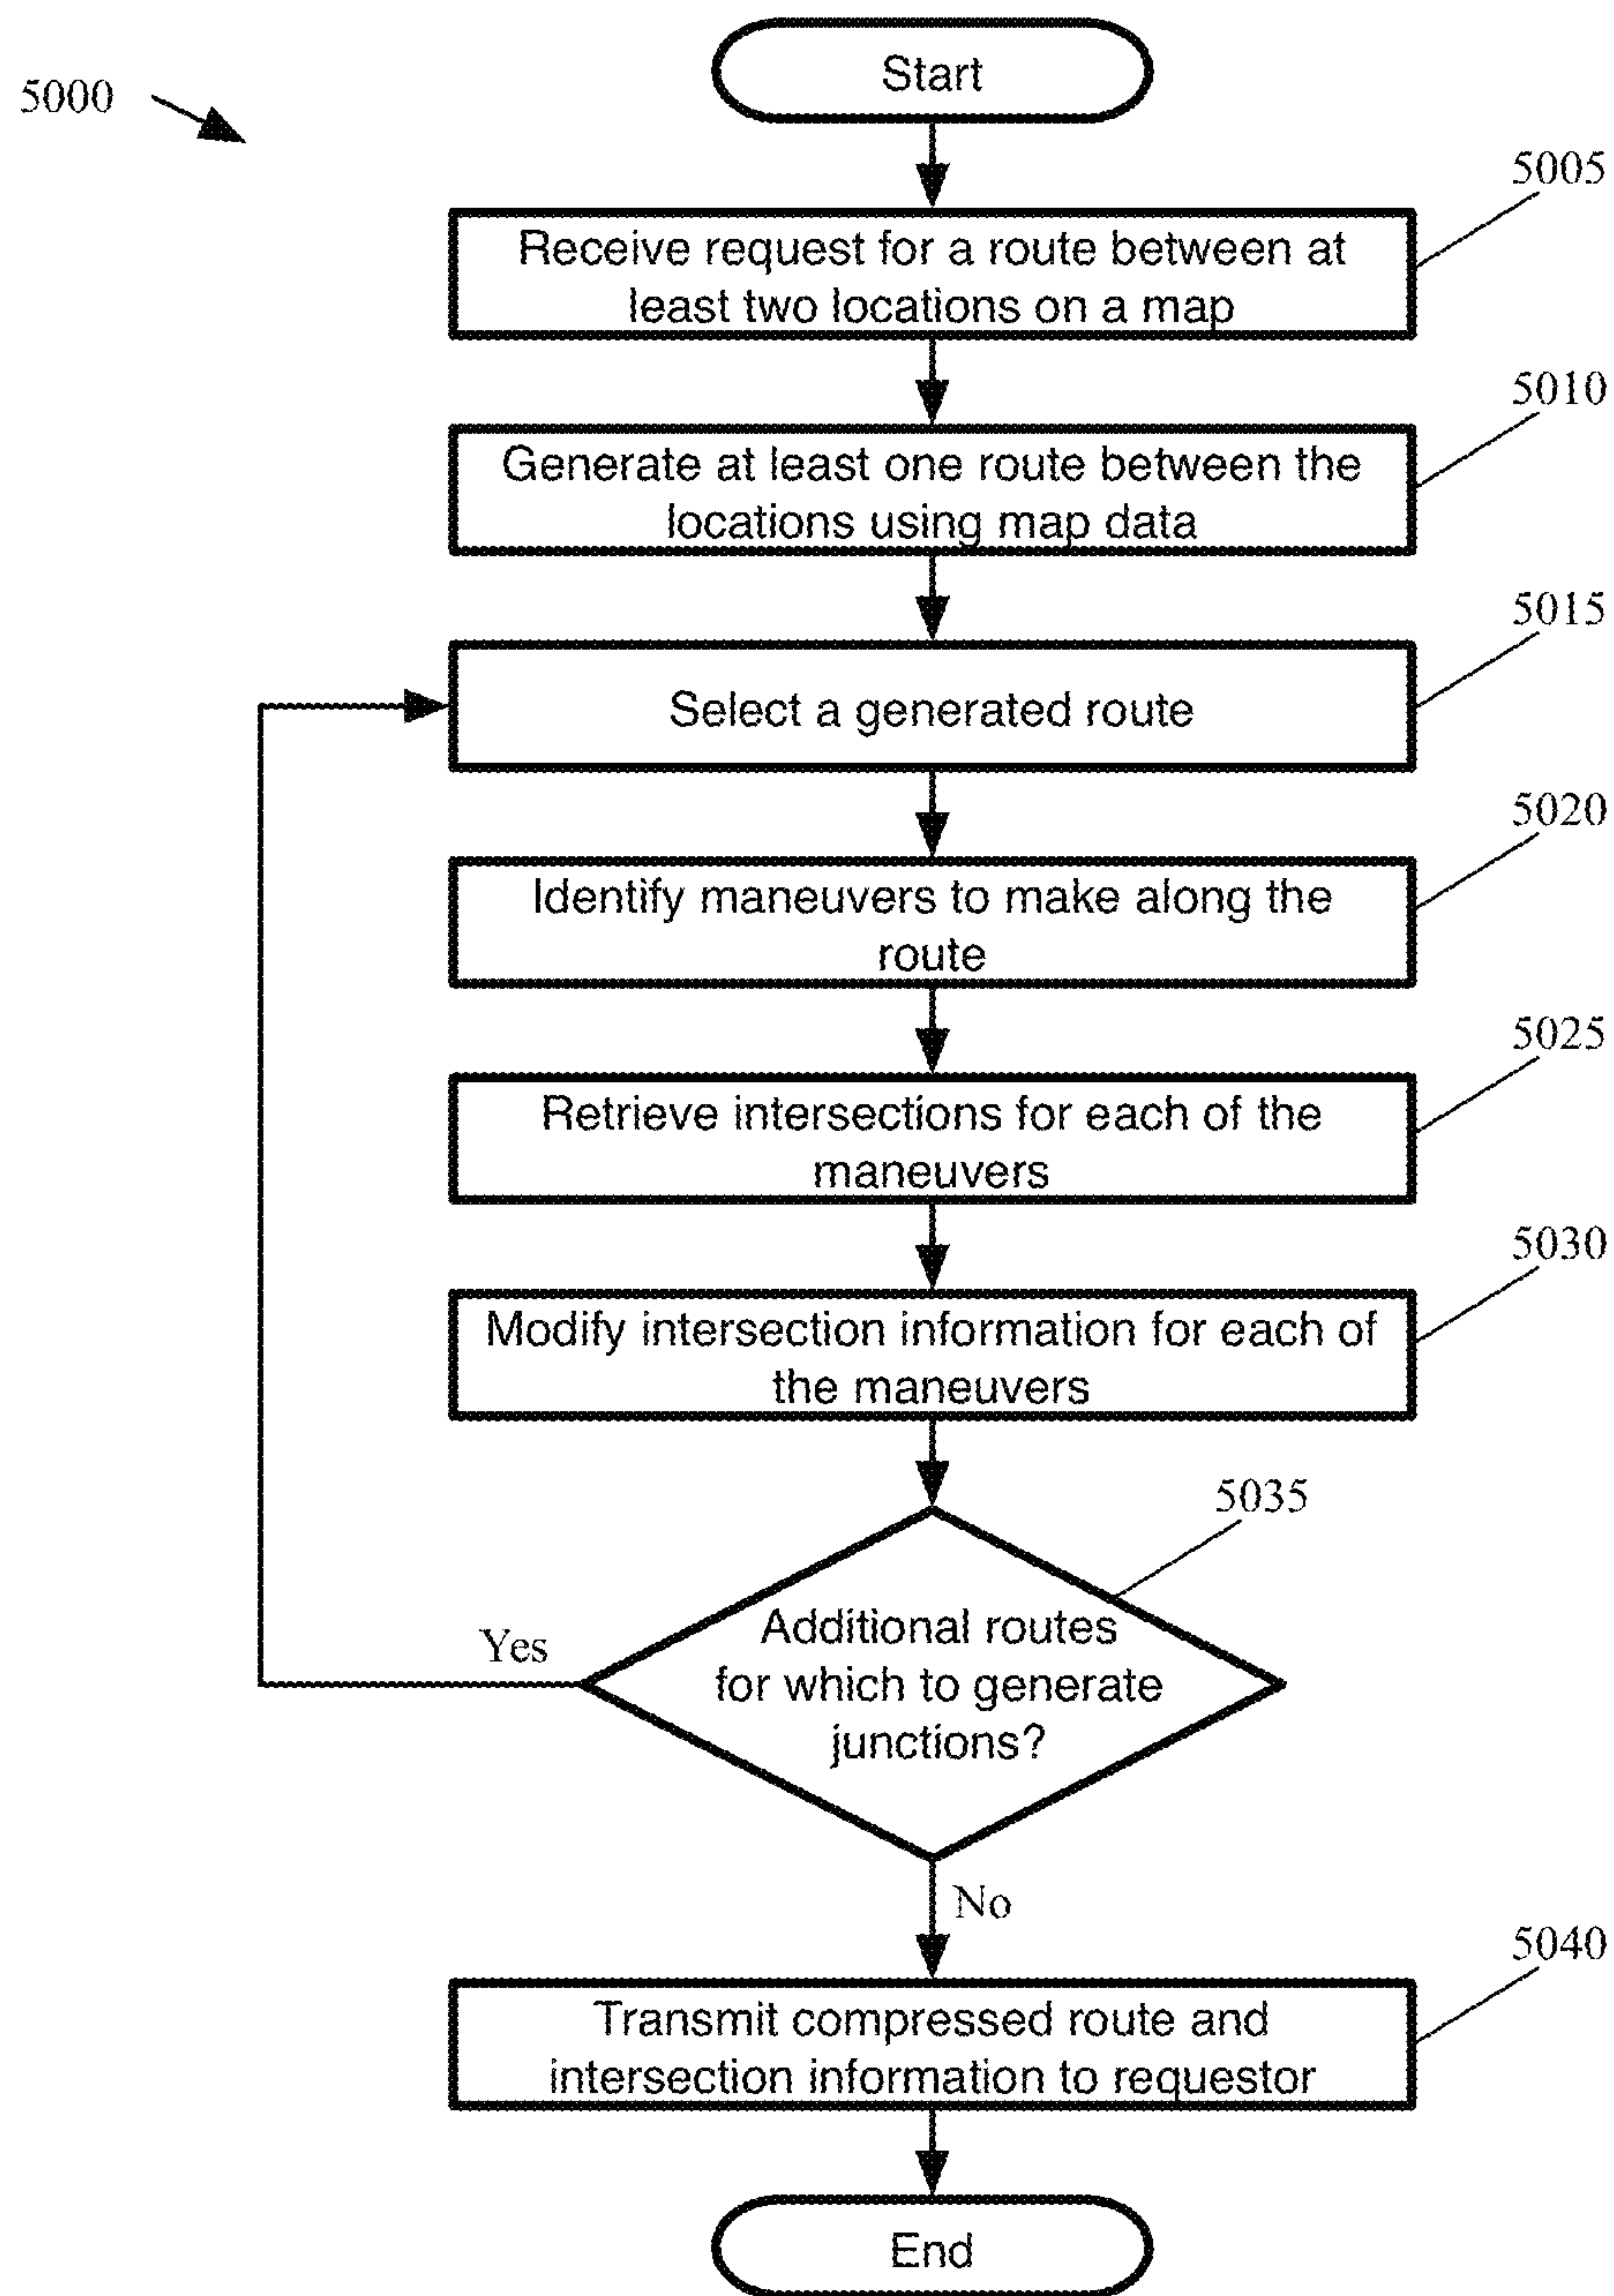 Start
5000
5005
Receive request for a route between at
least two locations on a map
5010
Generate at least one route between the
locations using map data
5015
Select a generated route
5020
Identify maneuvers to make along the
route
5025
Retrieve intersections for each of the
maneuvers
5030
Modify intersection information for each of
the maneuvers
5035
Additional routes
for which to generate
junctions?
Yes
No
5040
Transmit compressed route and
intersection information to requestor
End